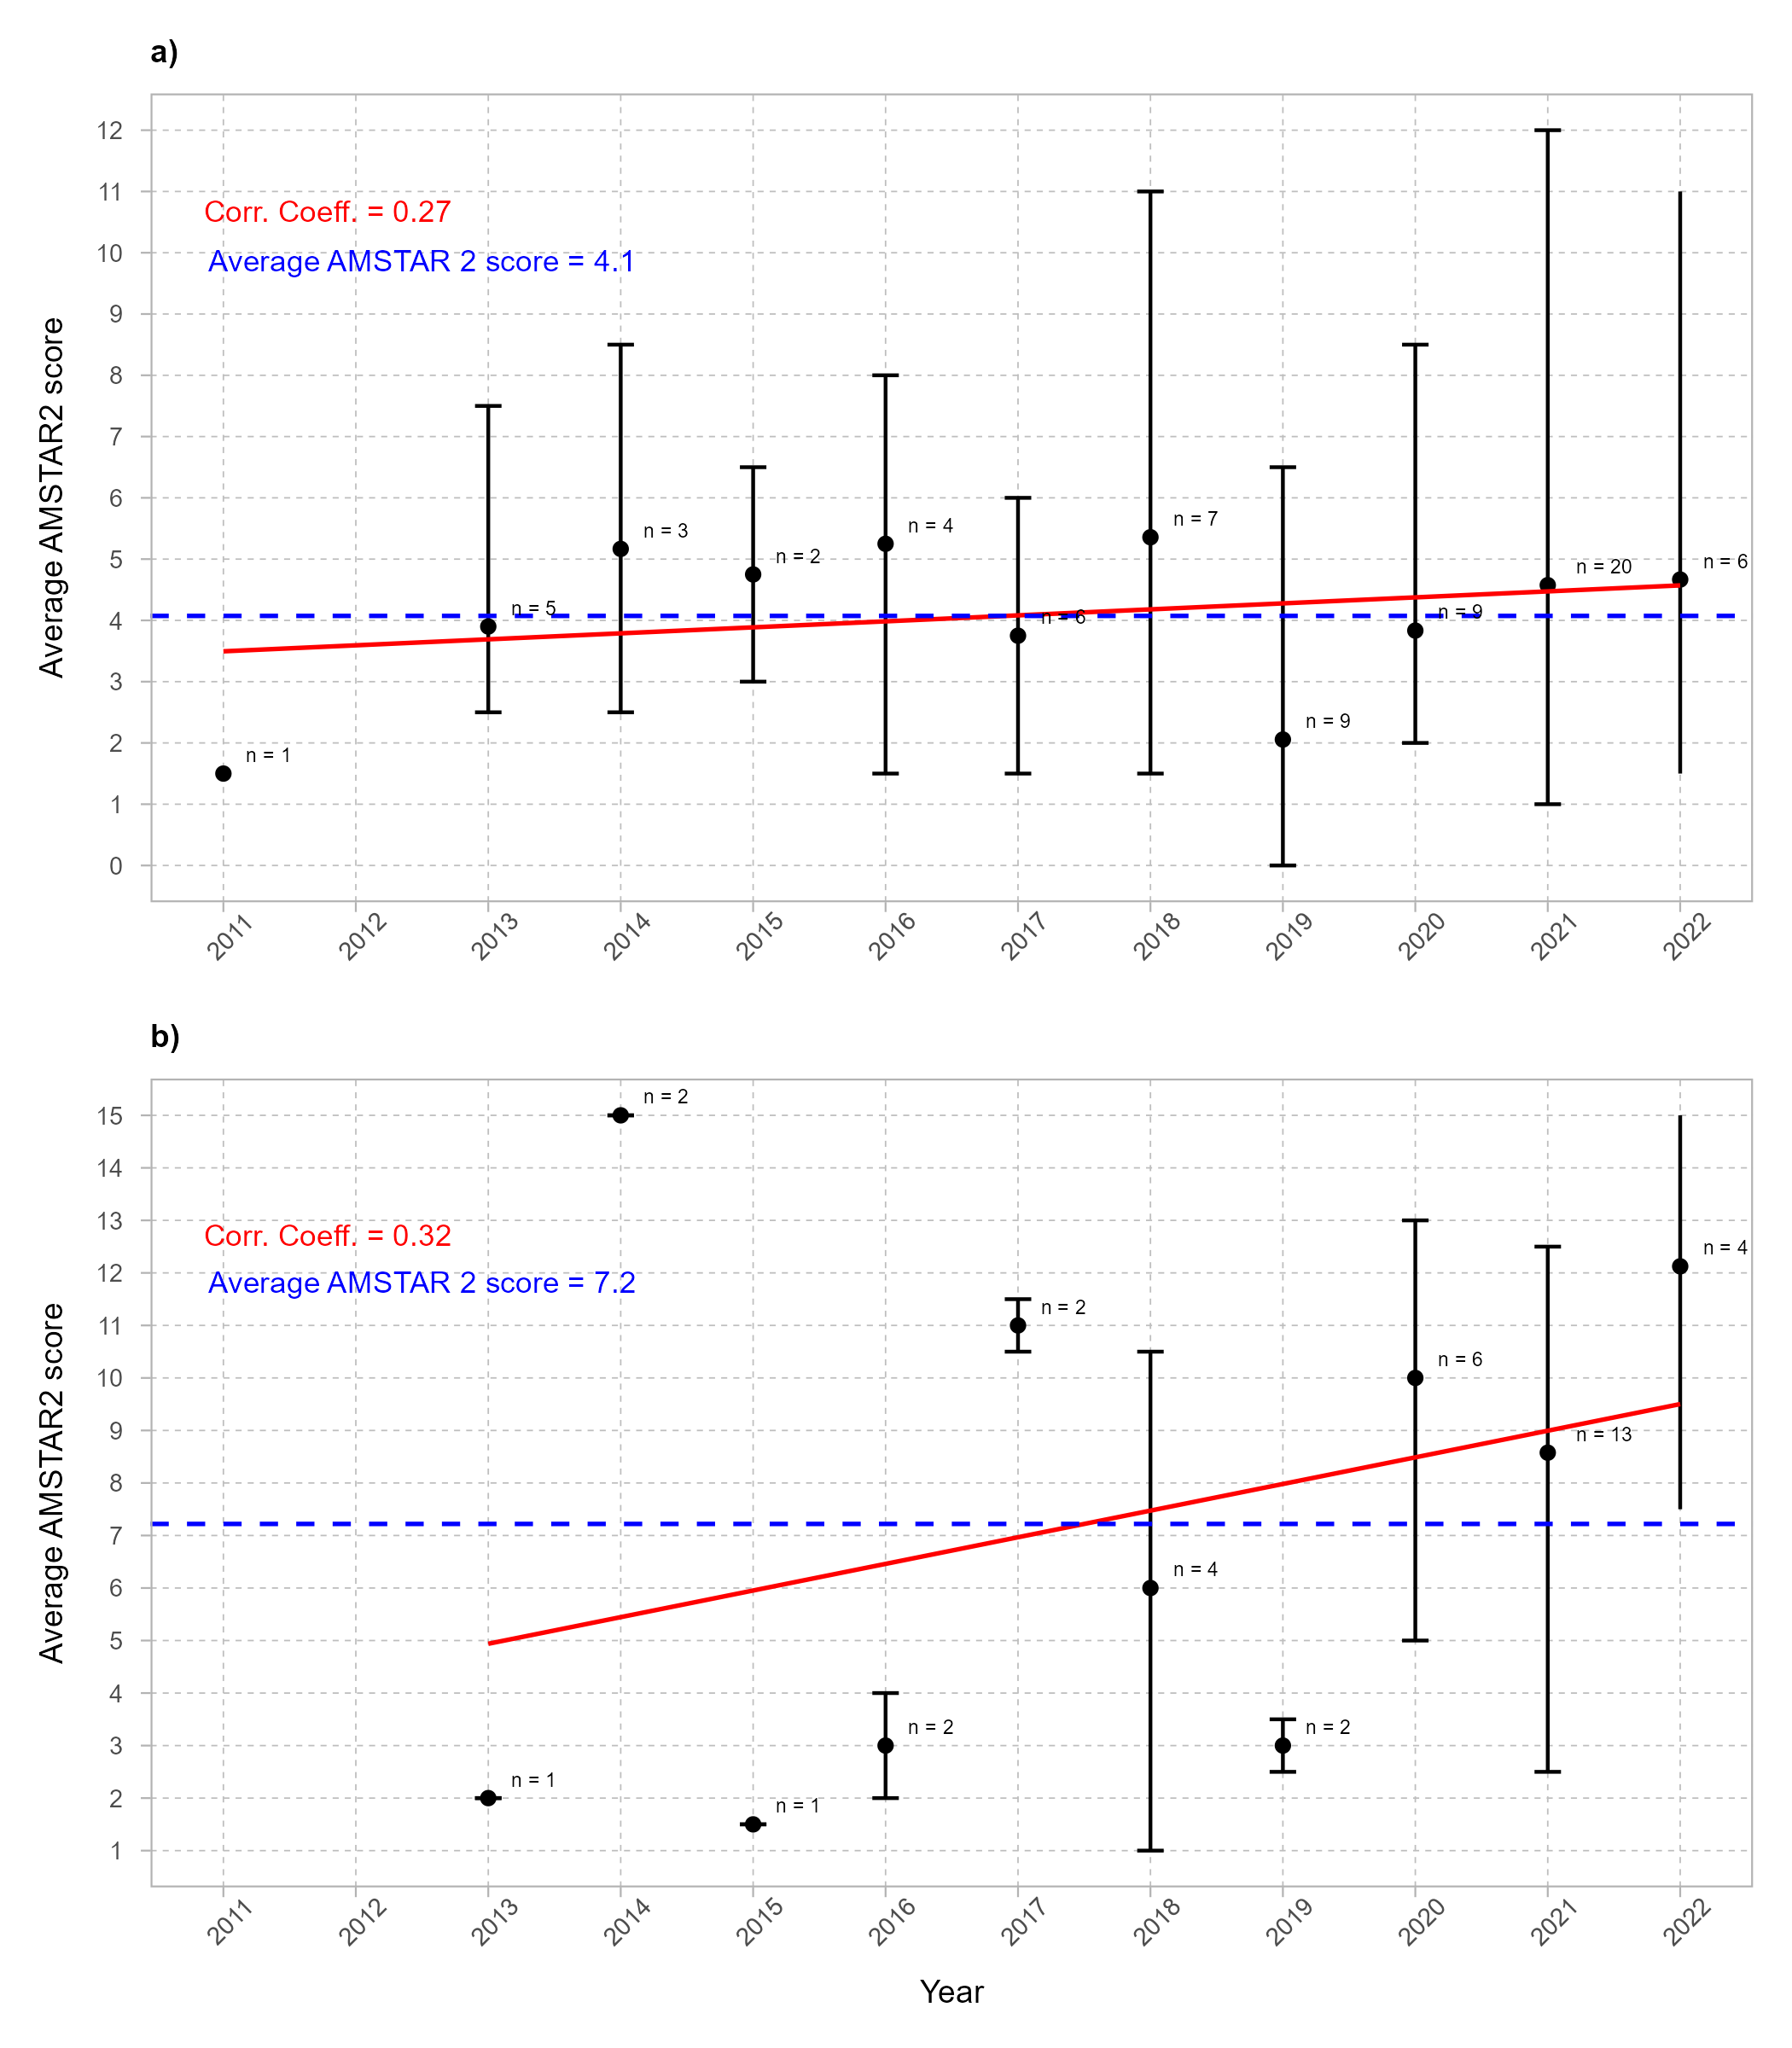 a)
Average AMSTAR2 score
12
11
10
9
8
7
6
5
4
3
2
1
0
Corr. Coeff. = 0.27
Average AMSTAR 2 score = 4.1
n = 1
n = 5
n = 3
n = 2
n = 4
n = 6
n = 7
n = 9
n = 9
n = 20
n = 6
2011
2012
2013
2014
2015
2016
2017
2018
2019
2020
2021
2022
b)
Average AMSTAR2 score
15
14
13
12
11
10
9
8
7
6
5
4
3
2
1
Corr. Coeff. = 0.32
Average AMSTAR 2 score = 7.2
n = 1
n = 2
n = 1
n = 2
n = 2
n = 4
n = 2
n = 6
n = 13
n = 4
2011
2012
2013
2014
2015
2016
2017
2018
2019
2020
2021
2022
Year